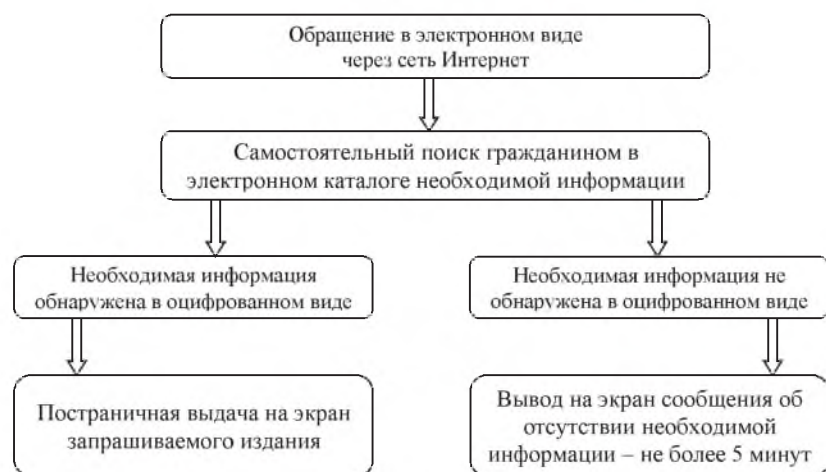 Обращение в электронном виде
через сеть Интернет
Самостоятельный поиск гражданином в
электронном каталоге необходимой информации
Необходимая информация
обнаружена в оцифрованном виде
Необходимая информация не
обнаружена в оцифрованном виде
Постраничная выдача на экран
запрашиваемого издания
Вывод на экран сообщения об
отсутствии необходимой
информации – не более 5 минут